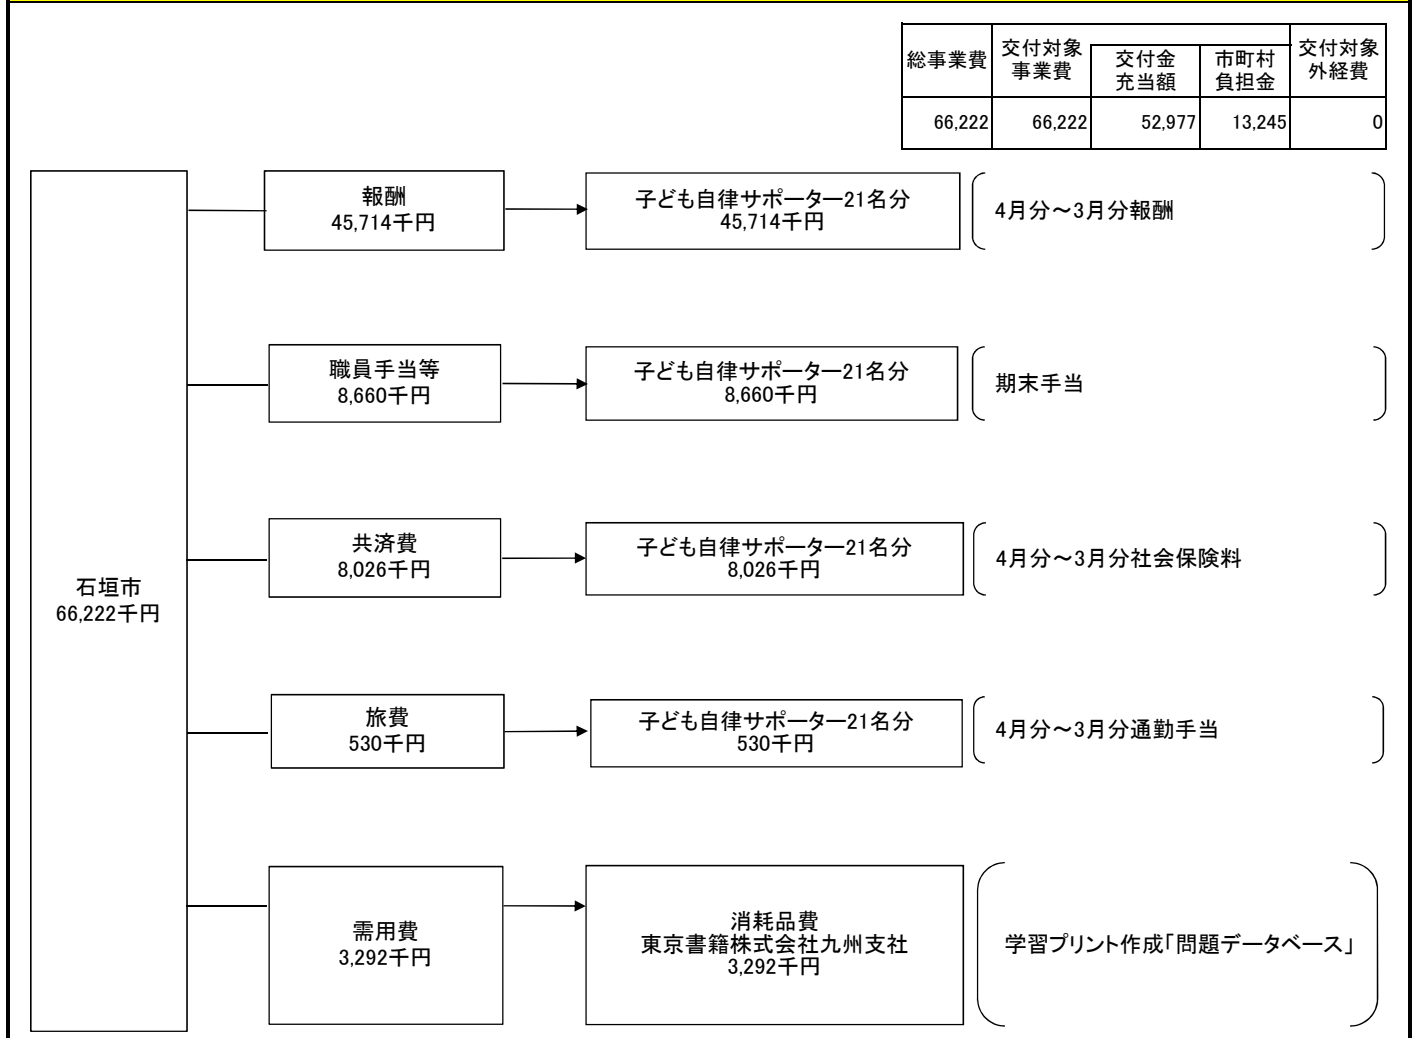 総事業費
交付対象
事業費
交付金
充当額
市町村
負担金
交付対象
外経費
66,222
66,222
52,977
13,245
0
石垣市
66,222千円
報酬
45,714千円
子ども自律サポーター21名分
45,714千円
4月分～3月分報酬
職員手当等
8,660千円
子ども自律サポーター21名分
8,660千円
期末手当
共済費
8,026千円
子ども自律サポーター21名分
8,026千円
4月分～3月分社会保険料
旅費
530千円
子ども自律サポーター21名分
530千円
4月分～3月分通勤手当
需用費
3,292千円
消耗品費
東京書籍株式会社九州支社
3,292千円
学習プリント作成「問題データベース」